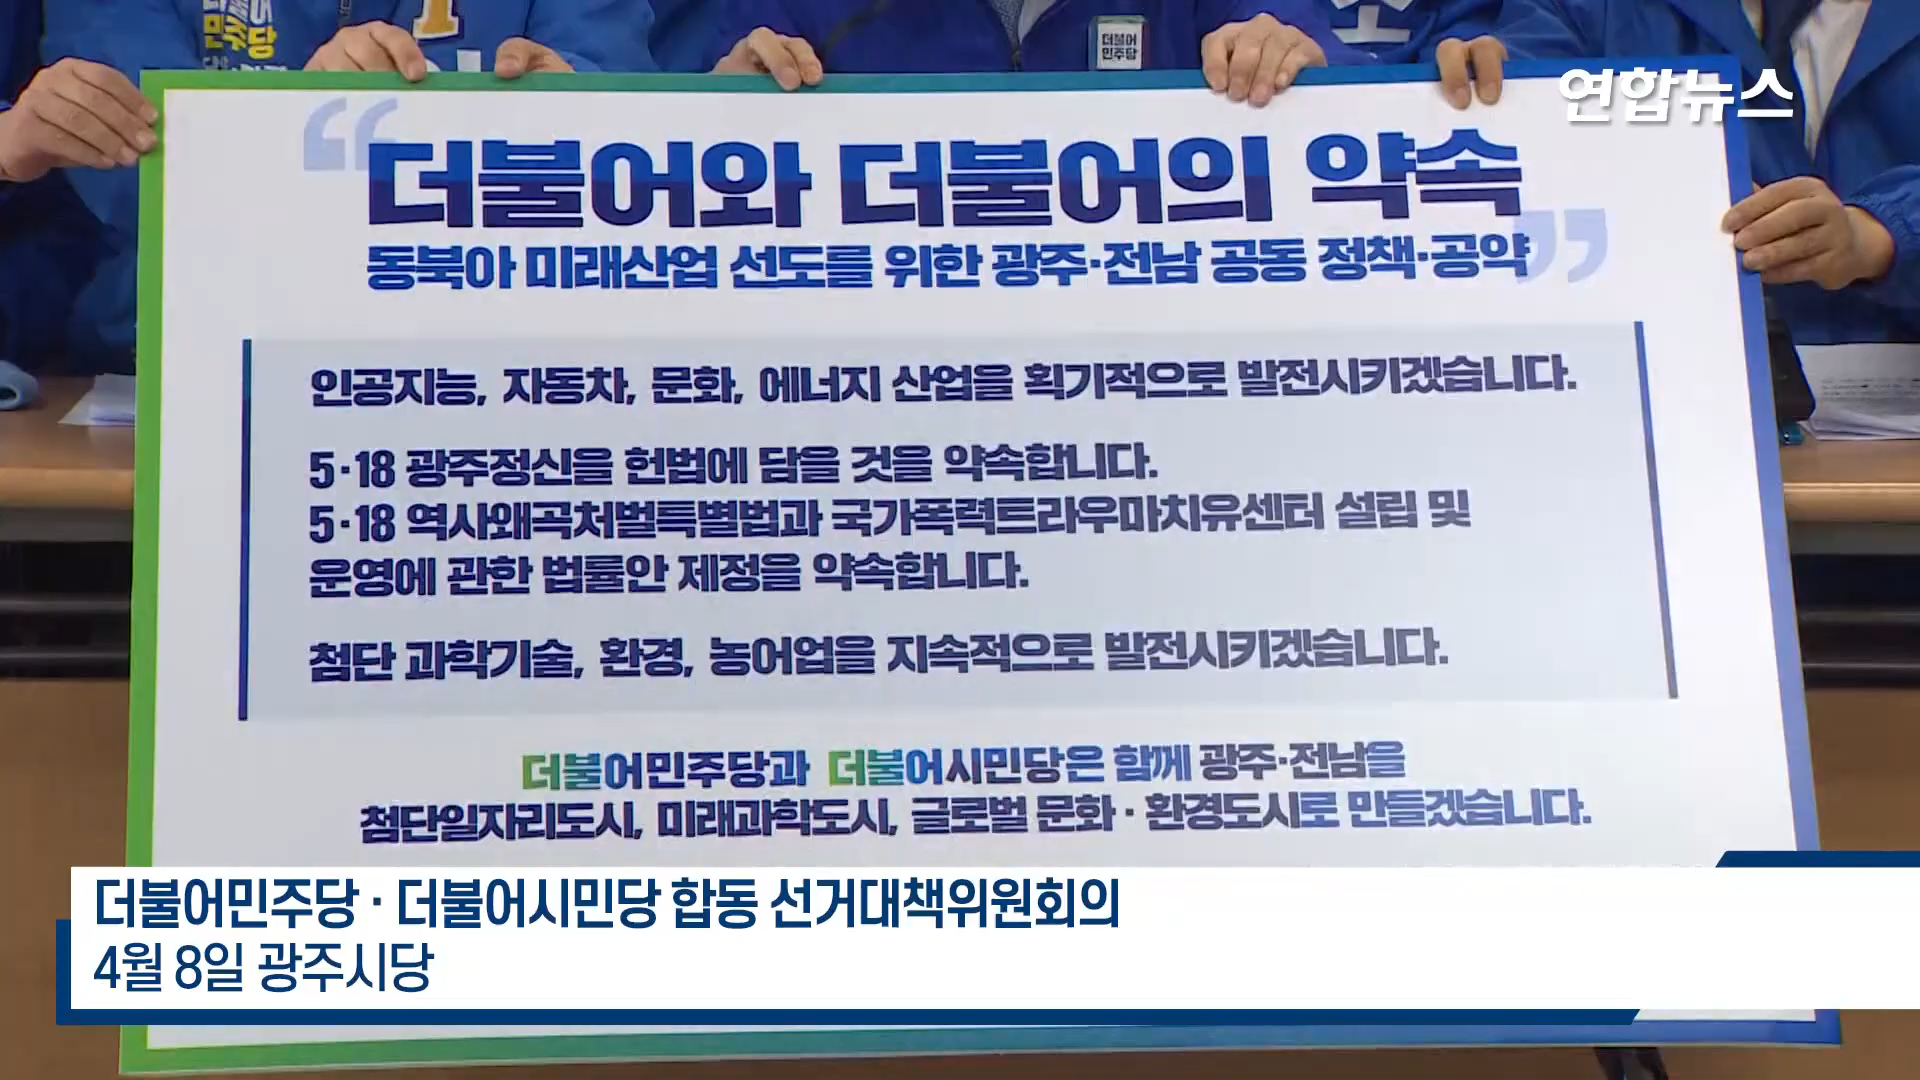 더불어
민주당
연합뉴스
더불어와 더불어의 약속
동북아 미래산업 선도를 위한 광주·전남 공동 정책·공약
인공지능, 자동차, 문화, 에너지 산업을 획기적으로 발전시키겠습니다.
5·18 광주정신을 헌법에 담을 것을 약속합니다.
5·18 역사왜곡처벌특별법과 국가폭력트라우마치유센터 설립 및
운영에 관한 법률안 제정을 약속합니다.
첨단 과학기술, 환경, 농어업을 지속적으로 발전시키겠습니다.
더불어민주당과 더불어시민당은 함께 광주·전남을
첨단일자리도시, 미래과학도시, 글로벌 문화·환경도시로 만들겠습니다.
더불어민주당·더불어시민당 합동 선거대책위원회의
4월 8일 광주시당